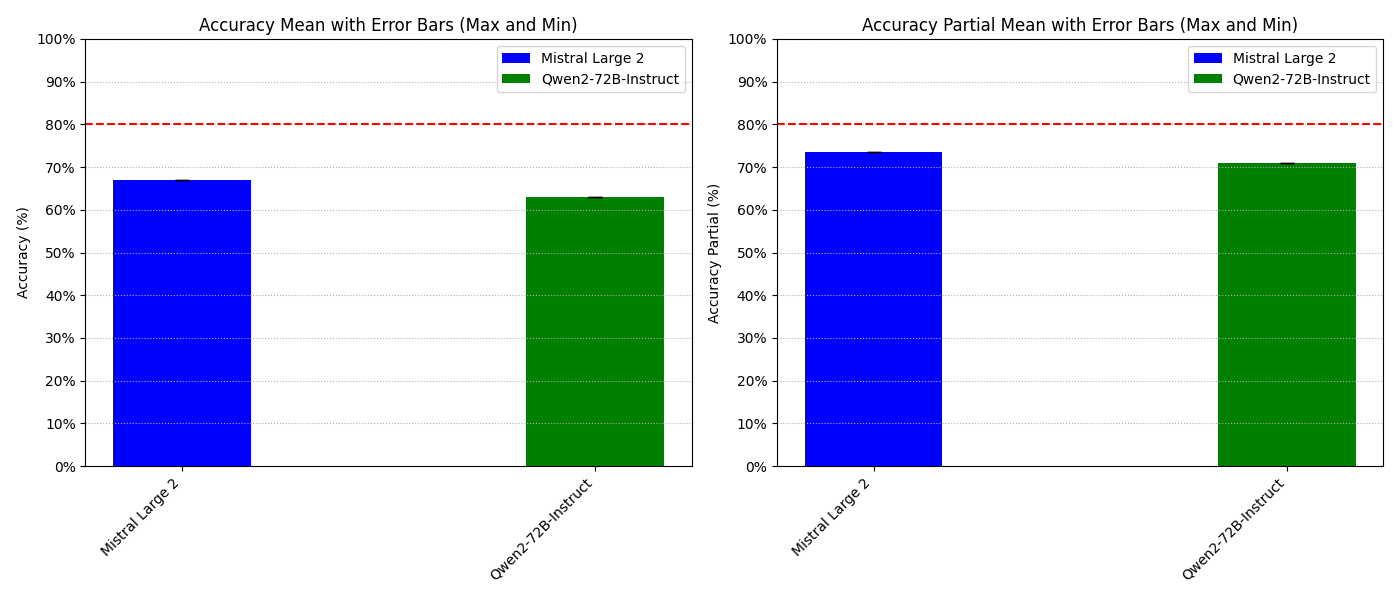 Accuracy Mean with Error Bars (Max and Min)
100%
90%
80%
70%
60%
50%
40%
30%
20%
10%
0%
Accuracy (%)
Mistral Large 2
Qwen2-72B-Instruct
Mistral Large 2
Qwen2-72B-Instruct
Accuracy Partial Mean with Error Bars (Max and Min)
100%
90%
80%
70%
60%
50%
40%
30%
20%
10%
0%
Accuracy Partial (%)
Mistral Large 2
Qwen2-72B-Instruct
Mistral Large 2
Qwen2-72B-Instruct